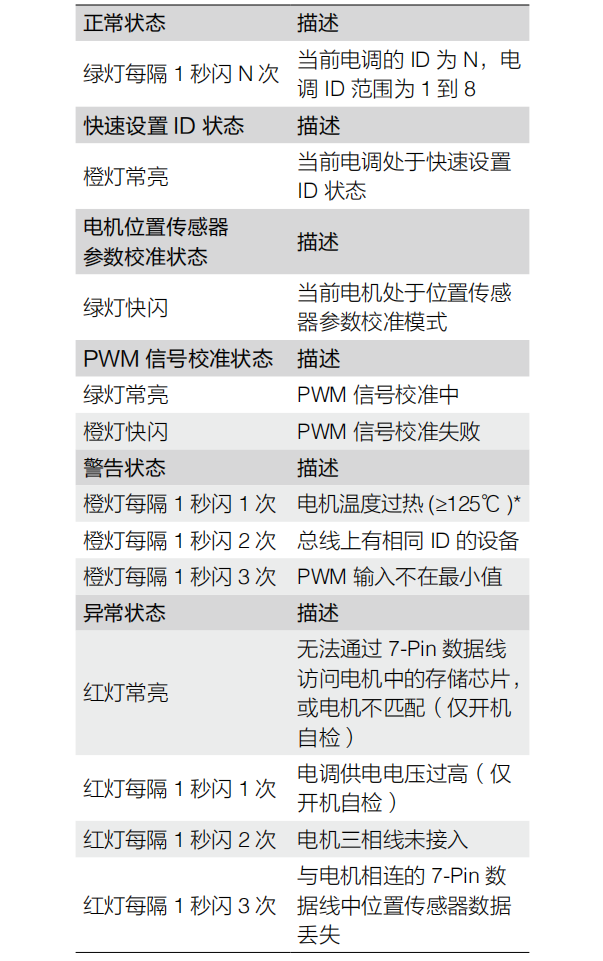 正常状态 描述
绿灯每隔 1 秒闪 N 次 当前电调的 ID 为 N，电
调 ID 范围为 1 到 8
快速设置 ID 状态 描述
橙灯常亮 当前电调处于快速设置
ID 状态
电机位置传感器
参数校准状态 描述
绿灯快闪 当前电机处于位置传感
器参数校准模式
PWM 信号校准状态 描述
绿灯常亮 PWM 信号校准中
橙灯快闪 PWM 信号校准失败
警告状态 描述
橙灯每隔 1 秒闪 1 次 电机温度过热 (≥125℃ )*
橙灯每隔 1 秒闪 2 次 总线上有相同 ID 的设备
橙灯每隔 1 秒闪 3 次 PWM 输入不在最小值
异常状态 描述
红灯常亮 无法通过 7-Pin 数据线
访问电机中的存储芯片，
或电机不匹配（仅开机
自检）
红灯每隔 1 秒闪 1 次 电调供电电压过高（仅
开机自检）
红灯每隔 1 秒闪 2 次 电机三相线未接入
红灯每隔 1 秒闪 3 次 与电机相连的 7-Pin 数
据线中位置传感器数据
丢失